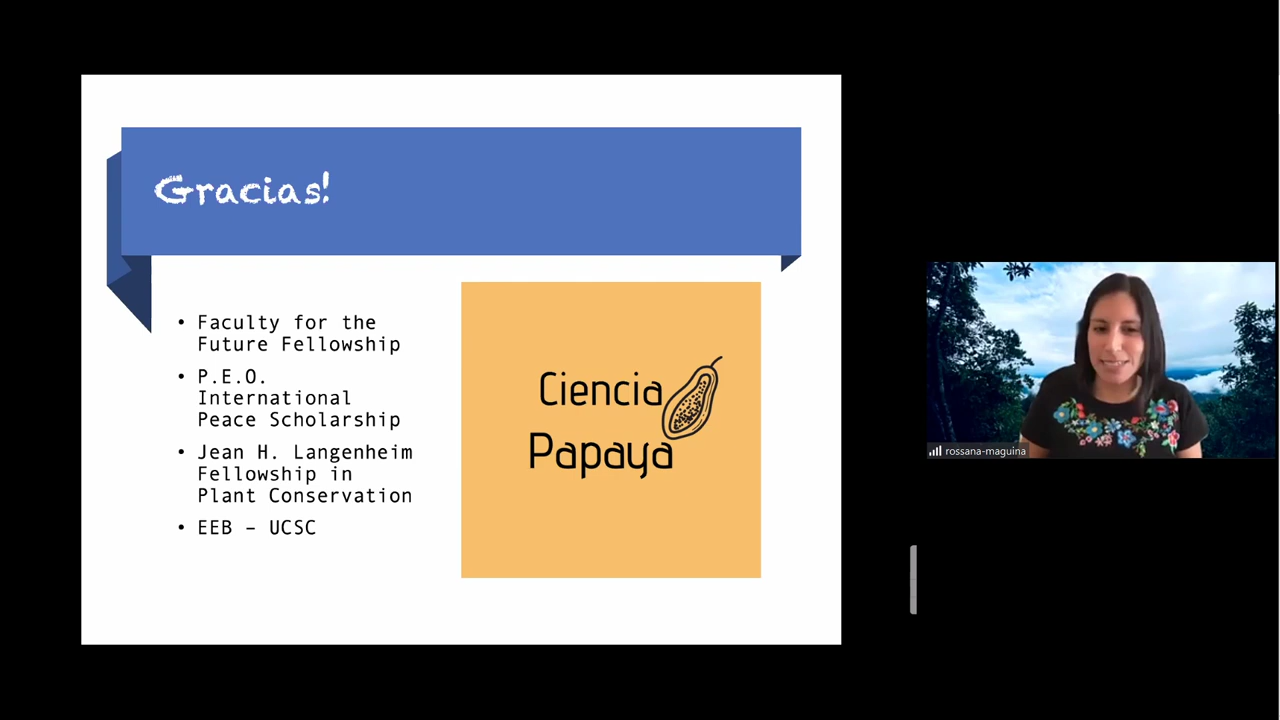 Gracias!
• Faculty for the
Future Fellowship
• P.E.O.
International
Peace Scholarship
• Jean H. Langenheim
Fellowship in
Plant Conservation
• EEB – UCSC
Ciencia
Papaya
rossana-maguina